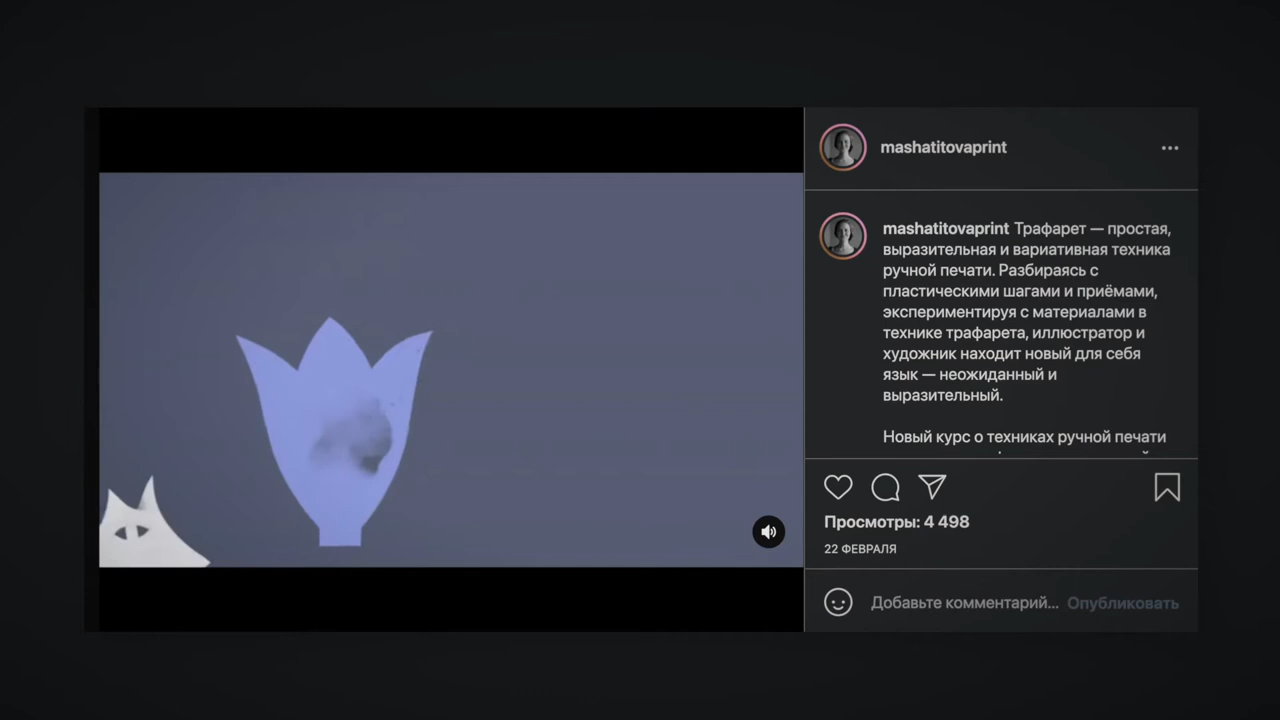 mashatitovaprint
mashatitovaprint Трафарет — простая,
выразительная и вариативная техника
ручной печати. Разбираясь с
пластическими шагами и приёмами,
экспериментируя с материалами в
технике трафарета, иллюстратор и
художник находит новый для себя
язык — неожиданный и
выразительный.
Новый курс о техниках ручной печати
Просмотры: 4 498
22 ФЕВРАЛЯ
Добавьте комментарий... Опубликовать